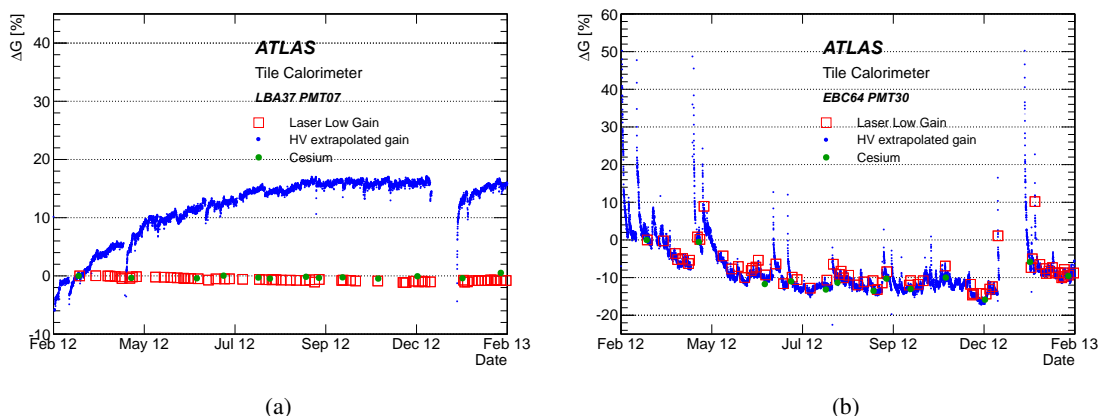 ΔG [%]
40
30
20
10
0
-10
ATLAS
Tile Calorimeter
LBA37 PMT07
Laser Low Gain
HV extrapolated gain
Cesium
Feb 12 May 12 Jul 12 Sep 12 Dec 12 Feb 13
Date
(a)
ΔG [%]
60
50
40
30
20
10
0
-10
-20
ATLAS
Tile Calorimeter
EBC64 PMT30
Laser Low Gain
HV extrapolated gain
Cesium
Feb 12 May 12 Jul 12 Sep 12 Dec 12 Feb 13
Date
(b)